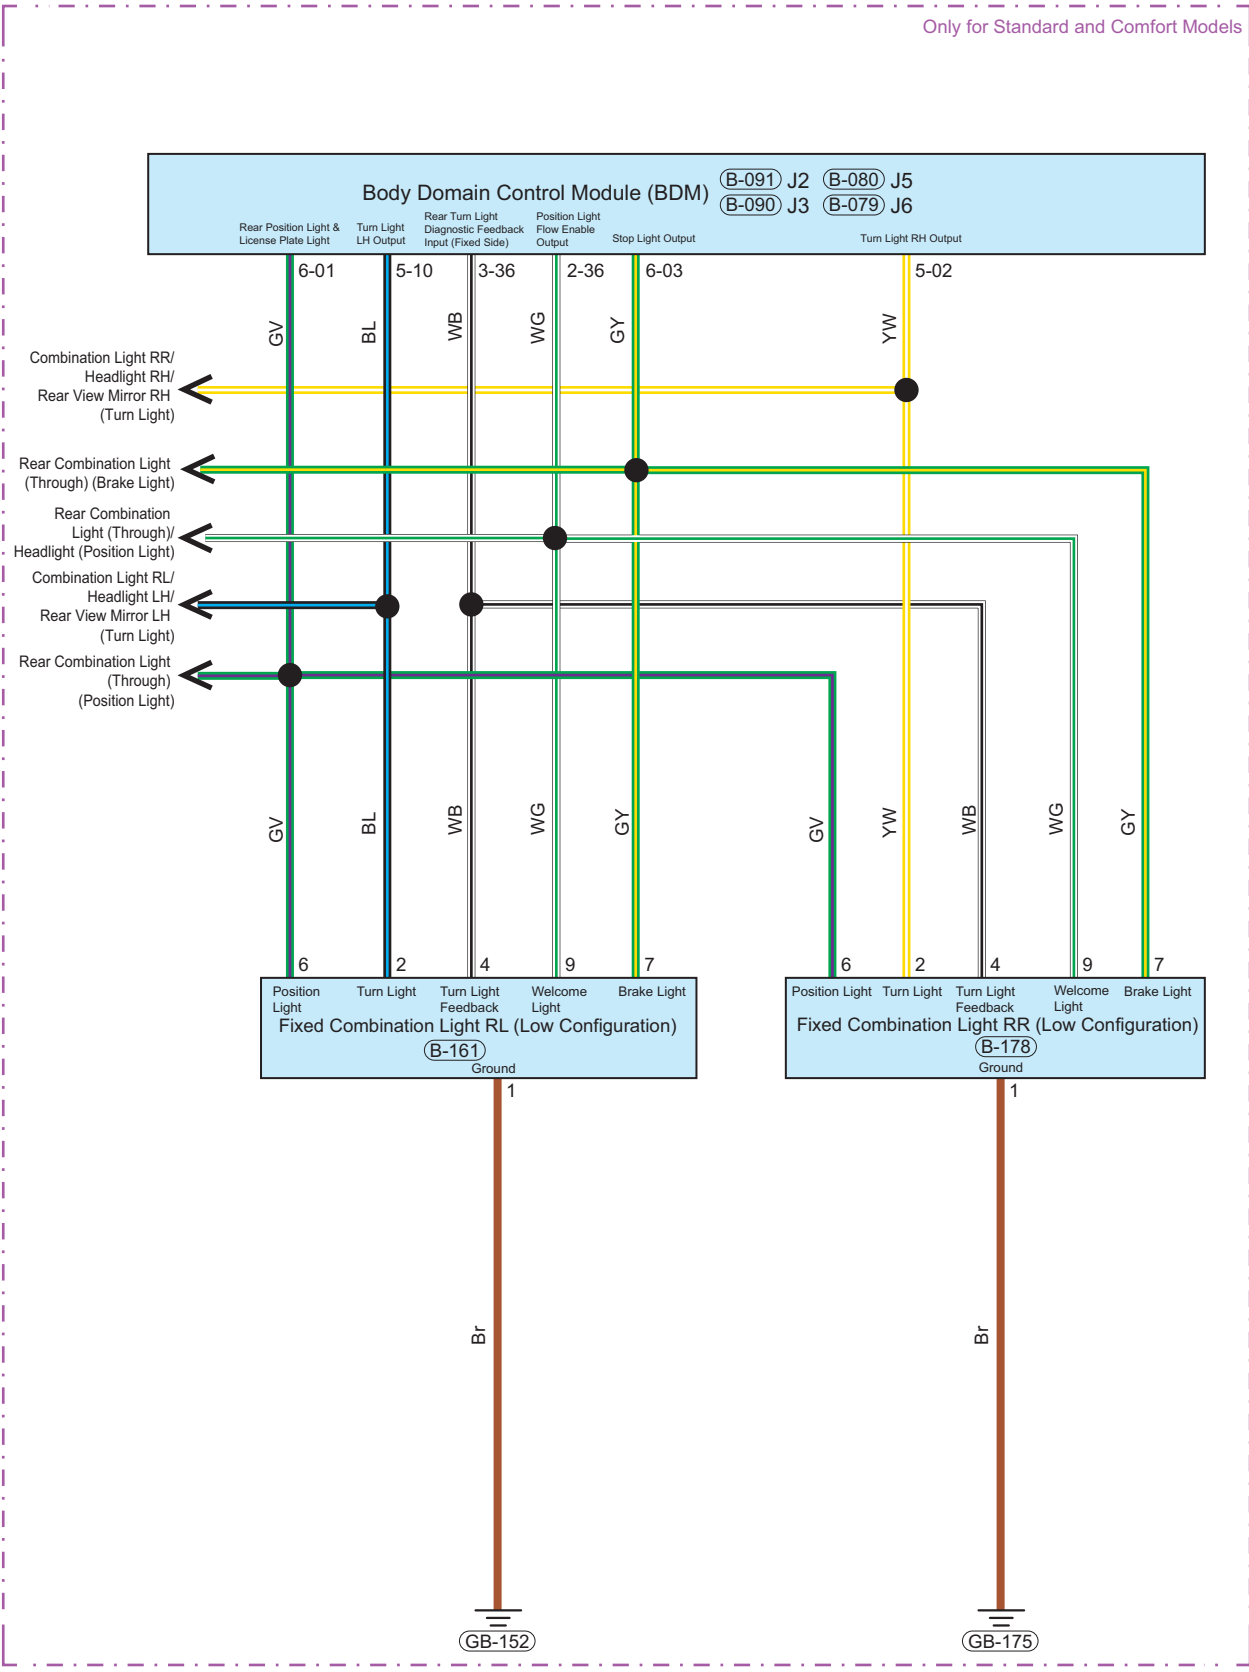 Only for Standard and Comfort Models
Body Domain Control Module (BDM)
B-091 J2 B-080 J5
B-090 J3 B-079 J6
Rear Position Light &
License Plate Light
Turn Light
LH Output
Rear Turn Light
Diagnostic Feedback
Input (Fixed Side)
Position Light
Flow Enable
Output
Stop Light Output
Turn Light RH Output
6-01 5-10 3-36 2-36 6-03 5-02
GV BL WB WG GY YW
Combination Light RR/
Headlight RH/
Rear View Mirror RH
(Turn Light)
Rear Combination Light
(Through) (Brake Light)
Rear Combination
Light (Through)/
Headlight (Position Light)
Combination Light RL/
Headlight LH/
Rear View Mirror LH
(Turn Light)
Rear Combination Light
(Through)
(Position Light)
GV BL WB WG GY GV YW WB WG GY
6 2 4 9 7
Position
Light
Turn Light
Turn Light
Feedback
Welcome
Light
Brake Light
Fixed Combination Light RL (Low Configuration)
B-161
Ground
1
6 2 4 9 7
Position Light
Turn Light
Turn Light
Feedback
Welcome
Light
Brake Light
Fixed Combination Light RR (Low Configuration)
B-178
Ground
1
Br Br
GB-152
GB-175